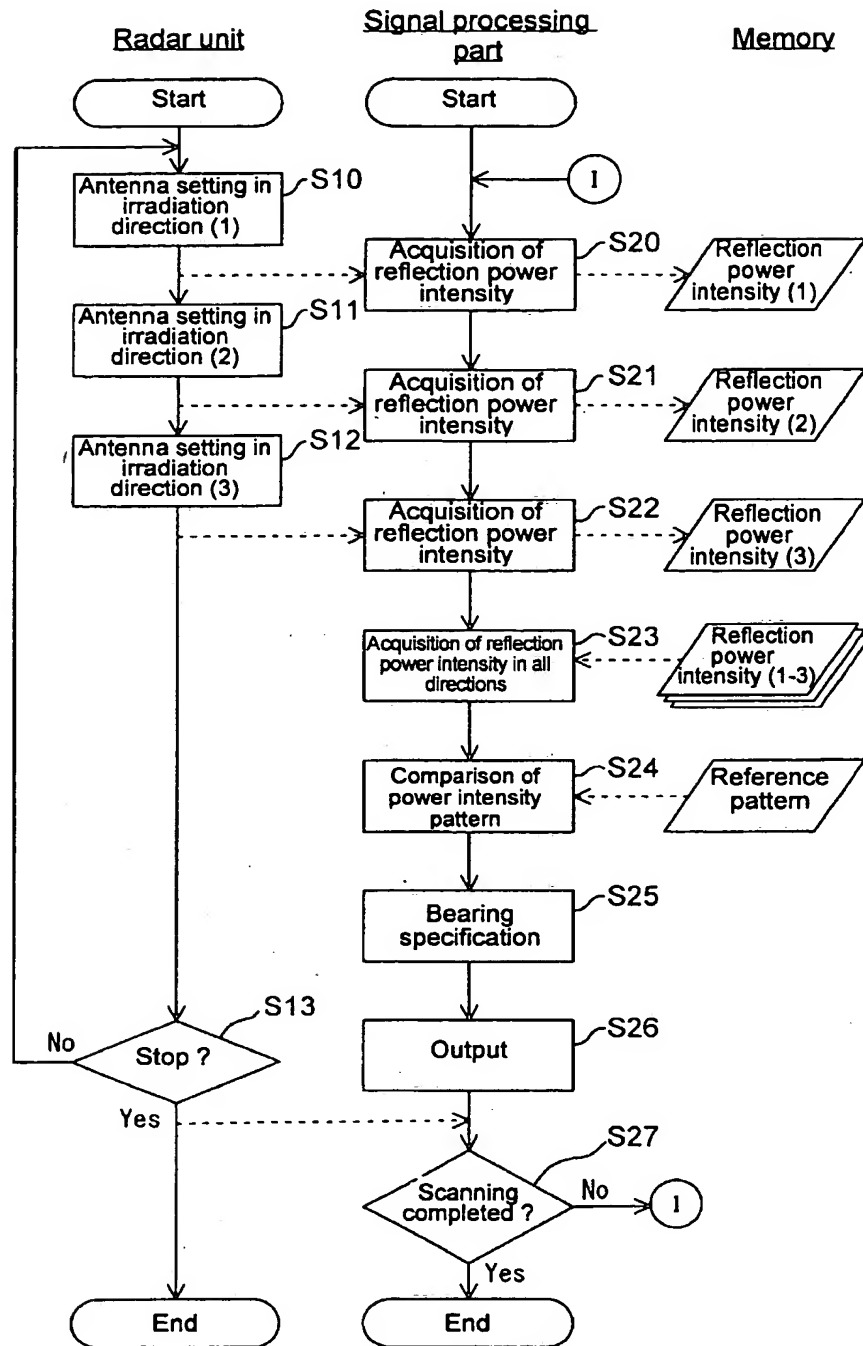 Radar unit
Signal processing
part
Memory
Start
Start
I
Antenna setting in
irradiation
direction (1)
S10
Acquisition of
reflection power
intensity
S20
Reflection
power
intensity (1)
Antenna setting in
irradiation
direction (2)
S11
Acquisition of
reflection power
intensity
S21
Reflection
power
intensity (2)
Antenna setting in
irradiation
direction (3)
S12
Acquisition of
reflection power
intensity
S22
Reflection
power
intensity (3)
Acquisition of reflection
power intensity in all
directions
S23
Reflection
power
intensity (1-3)
Comparison of
power intensity
pattern
S24
Reference
pattern
Bearing
specification
S25
S13
No
Stop ?
Yes
Output
S26
S27
Scanning
completed ?
No
1
Yes
End
End